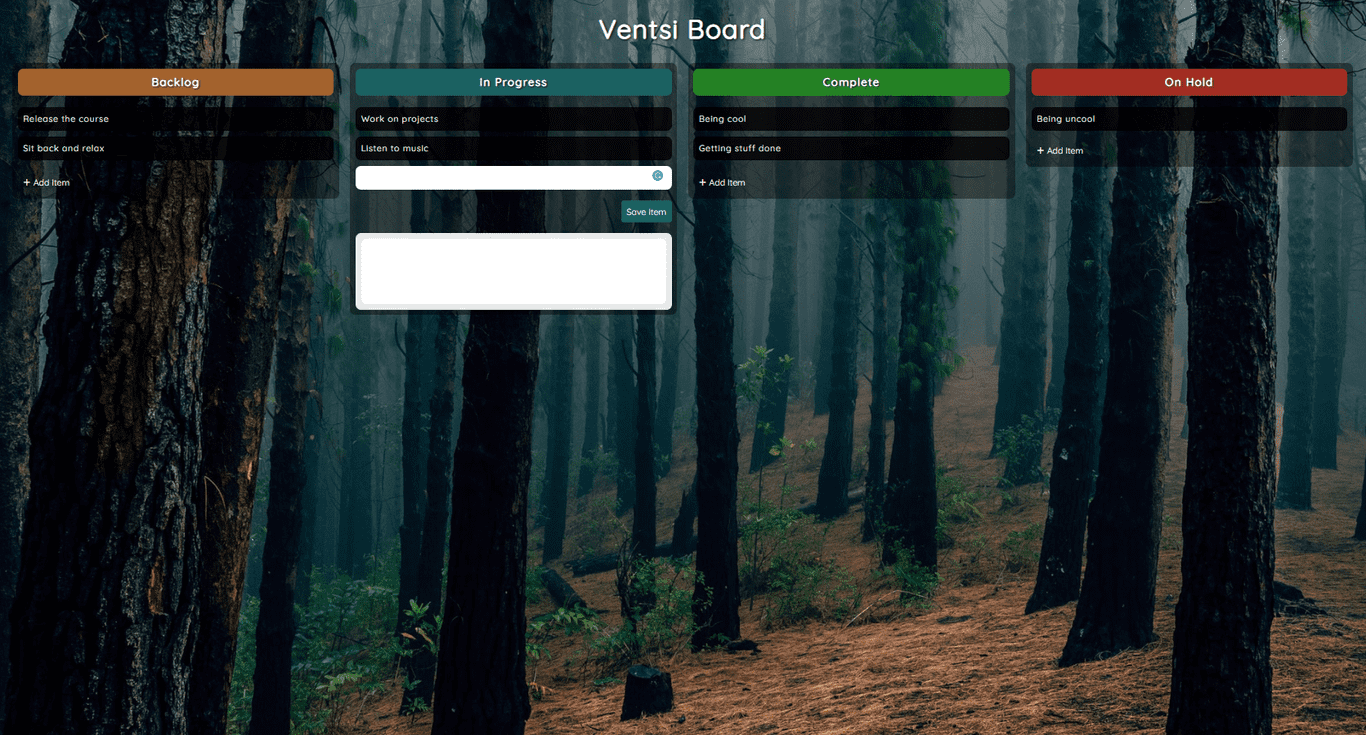 Ventsi Board
Backlog
Release the course
Sit back and relax
+ Add Item
In Progress
Work on projects
Listen to music
Save Item
Complete
Being cool
Getting stuff done
+ Add Item
On Hold
Being uncool
+ Add Item